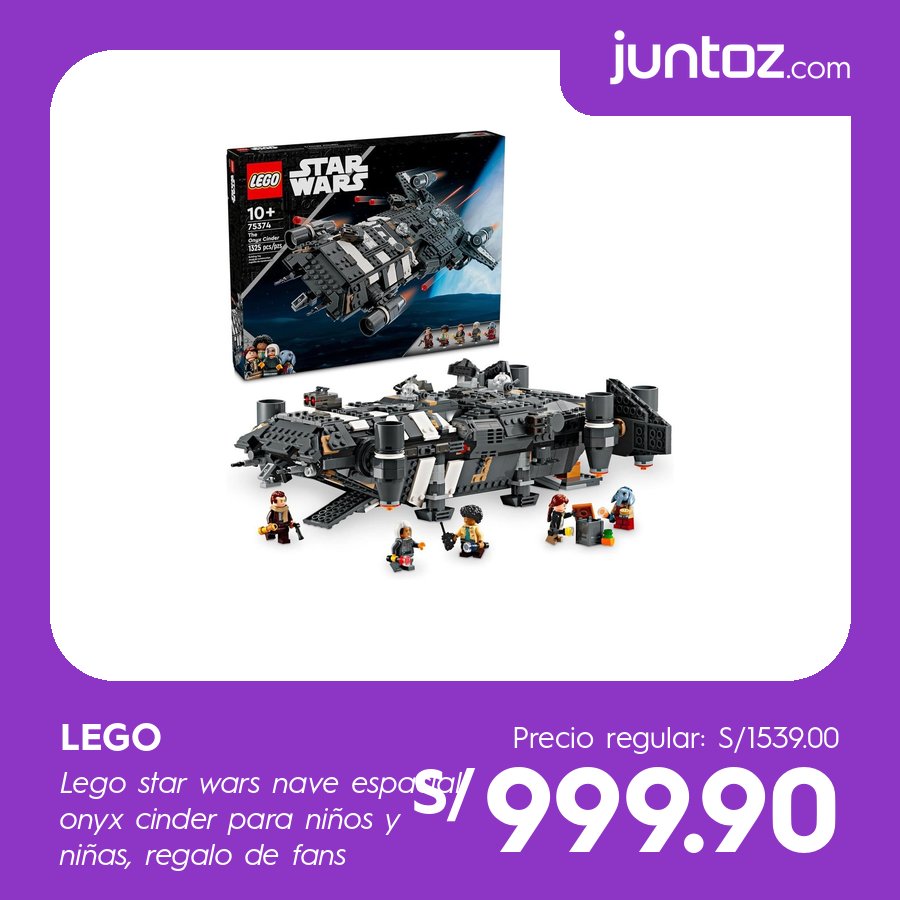 juntoz.com
LEGO
STAR
WARS
10+
75374
The
Onyx Cinder
1325 pcs/pzs
LEGO
Precio regular: S/1539.00
Lego star wars nave espacial
onyx cinder para niños y
niñas, regalo de fans
S/999.90